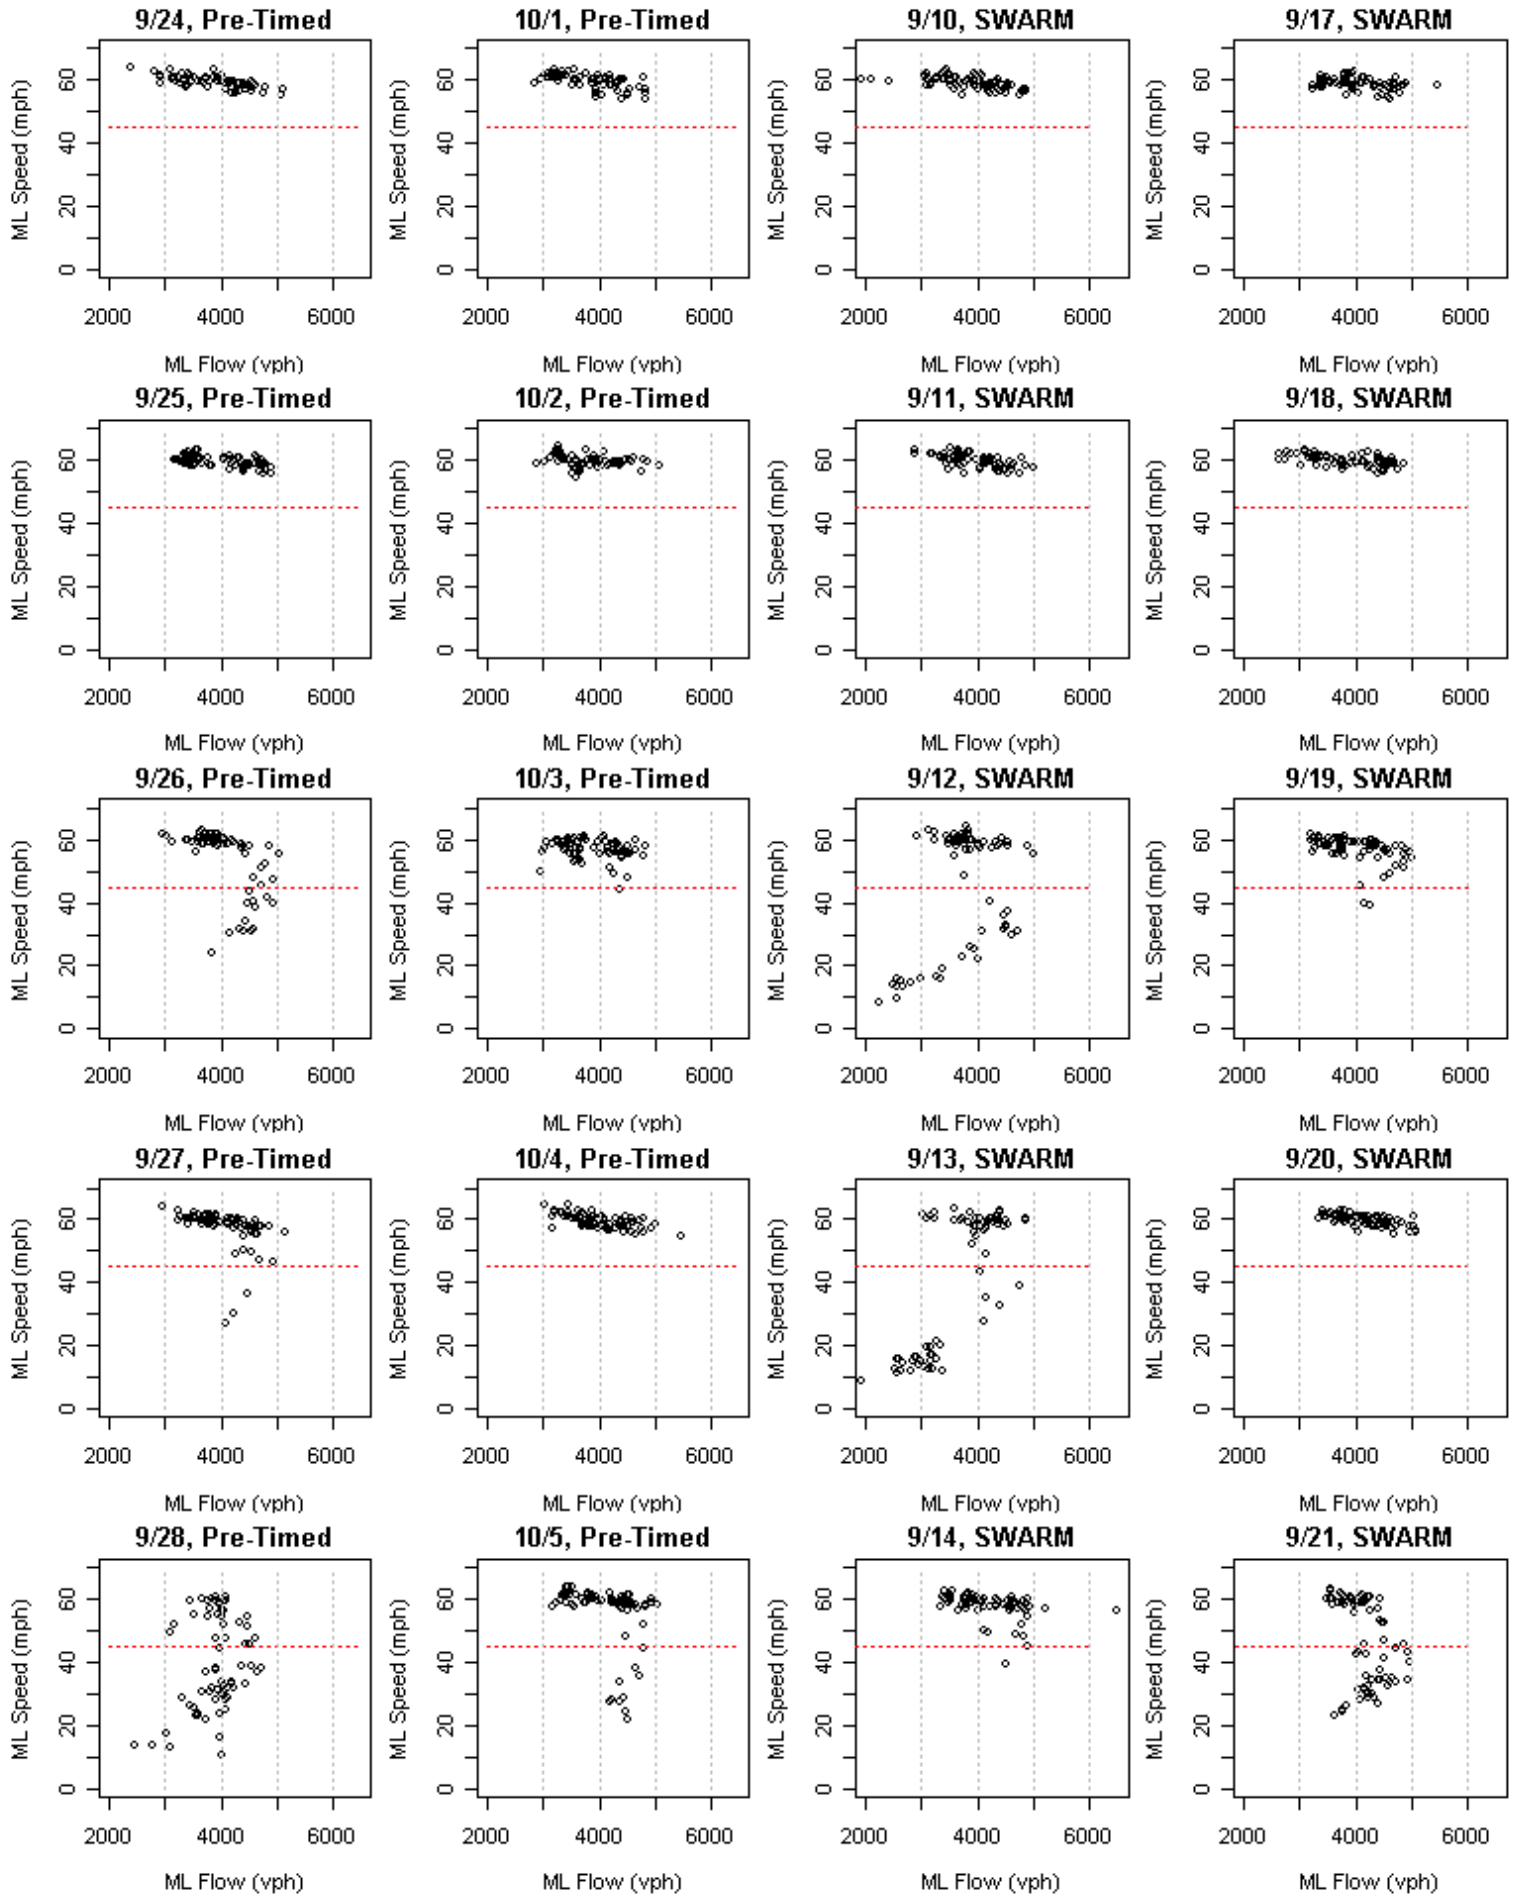 9/24, Pre-Timed
10/1, Pre-Timed
9/10, SWARM
9/17, SWARM
ML Speed (mph)
0 20 40 60
ML Speed (mph)
0 20 40 60
ML Speed (mph)
0 20 40 60
ML Speed (mph)
0 20 40 60
2000 4000 6000
2000 4000 6000
2000 4000 6000
2000 4000 6000
ML Flow (vph)
ML Flow (vph)
ML Flow (vph)
ML Flow (vph)
9/25, Pre-Timed
10/2, Pre-Timed
9/11, SWARM
9/18, SWARM
ML Speed (mph)
0 20 40 60
ML Speed (mph)
0 20 40 60
ML Speed (mph)
0 20 40 60
ML Speed (mph)
0 20 40 60
2000 4000 6000
2000 4000 6000
2000 4000 6000
2000 4000 6000
ML Flow (vph)
ML Flow (vph)
ML Flow (vph)
ML Flow (vph)
9/26, Pre-Timed
10/3, Pre-Timed
9/12, SWARM
9/19, SWARM
ML Speed (mph)
0 20 40 60
ML Speed (mph)
0 20 40 60
ML Speed (mph)
0 20 40 60
ML Speed (mph)
0 20 40 60
2000 4000 6000
2000 4000 6000
2000 4000 6000
2000 4000 6000
ML Flow (vph)
ML Flow (vph)
ML Flow (vph)
ML Flow (vph)
9/27, Pre-Timed
10/4, Pre-Timed
9/13, SWARM
9/20, SWARM
ML Speed (mph)
0 20 40 60
ML Speed (mph)
0 20 40 60
ML Speed (mph)
0 20 40 60
ML Speed (mph)
0 20 40 60
2000 4000 6000
2000 4000 6000
2000 4000 6000
2000 4000 6000
ML Flow (vph)
ML Flow (vph)
ML Flow (vph)
ML Flow (vph)
9/28, Pre-Timed
10/5, Pre-Timed
9/14, SWARM
9/21, SWARM
ML Speed (mph)
0 20 40 60
ML Speed (mph)
0 20 40 60
ML Speed (mph)
0 20 40 60
ML Speed (mph)
0 20 40 60
2000 4000 6000
2000 4000 6000
2000 4000 6000
2000 4000 6000
ML Flow (vph)
ML Flow (vph)
ML Flow (vph)
ML Flow (vph)